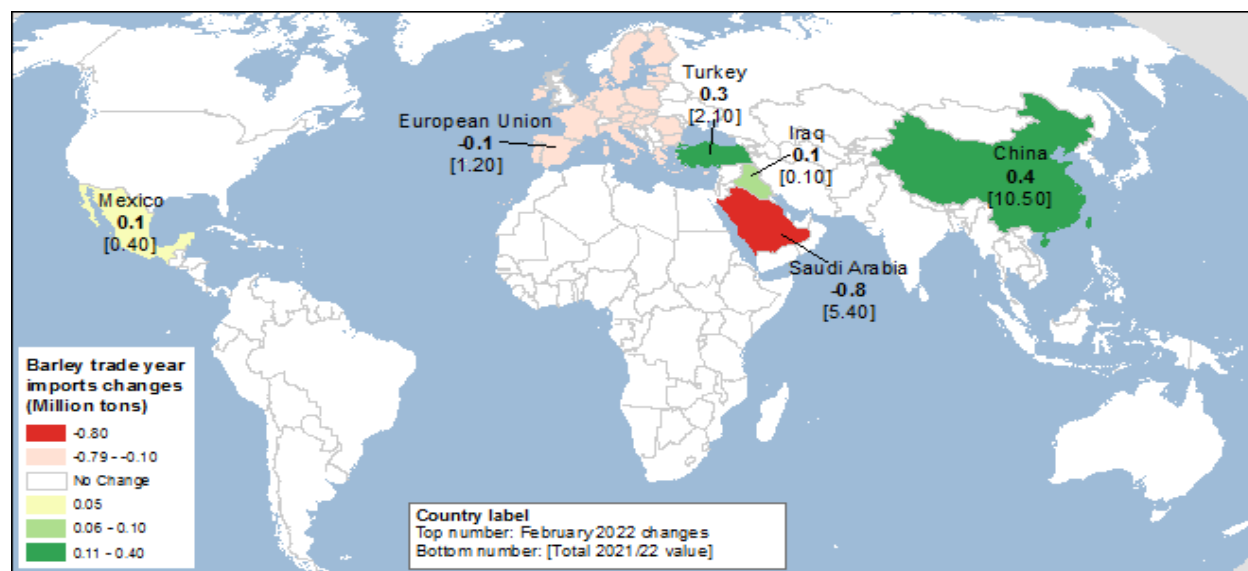 Turkey
0.3
[2.10]
European Union
-0.1
[1.20]
Iraq
0.1
[0.10]
China
0.4
[10.50]
Mexico
0.1
[0.40]
Saudi Arabia
-0.8
[5.40]
Barley trade year
imports changes
(Million tons)
-0.80
-0.79 - -0.10
No Change
0.05
0.06 - 0.10
0.11 - 0.40
Country label
Top number: February 2022 changes
Bottom number: [Total 2021/22 value]